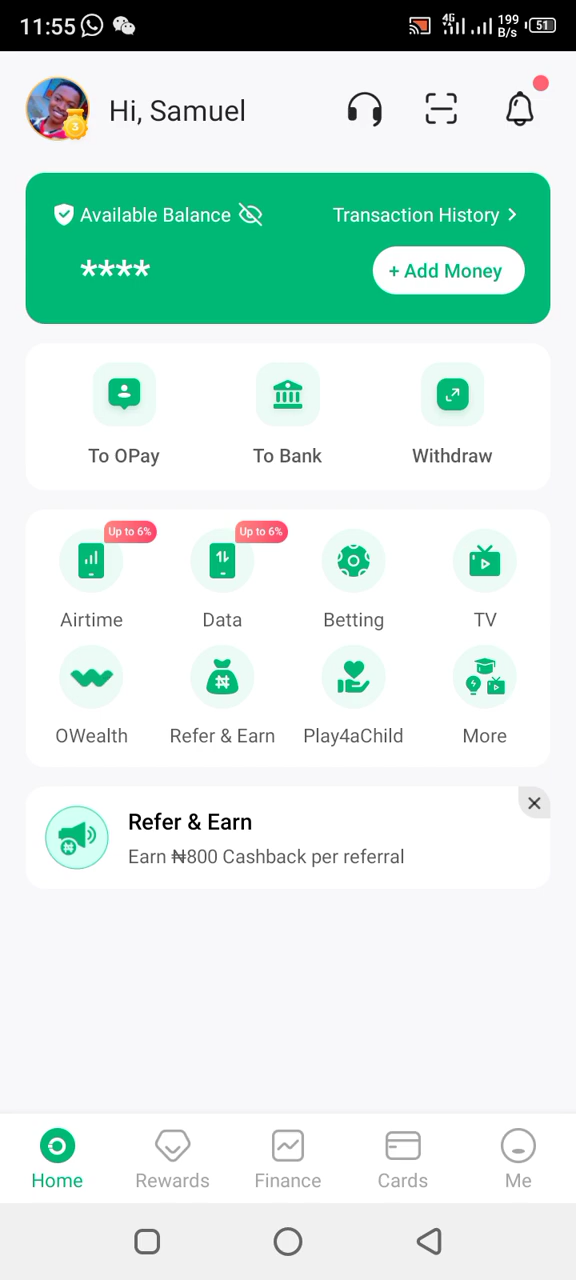 11:55
4G
199
B/s
51
3
Hi, Samuel
Available Balance
Transaction History
****
+ Add Money
To OPay
To Bank
Withdraw
Up to 6%
Up to 6%
Airtime
Data
Betting
TV
OWealth
Refer & Earn
Play4aChild
More
Refer & Earn
Earn ₦800 Cashback per referral
Home
Rewards
Finance
Cards
Me